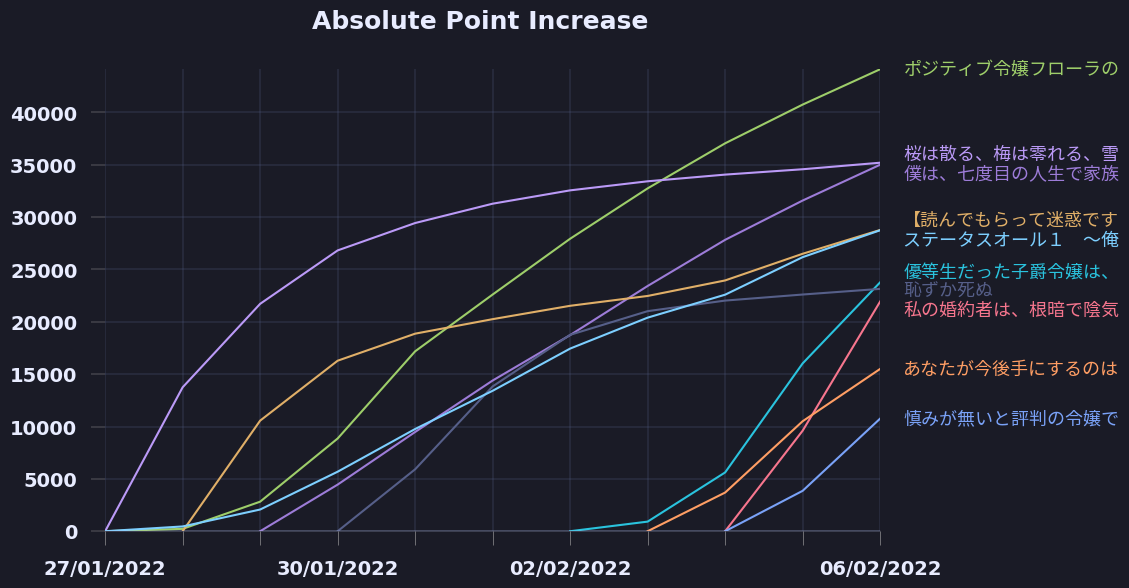 Absolute Point Increase
40000
35000
30000
25000
20000
15000
10000
5000
0
27/01/2022
30/01/2022
02/02/2022
06/02/2022
ポジティブ令嬢フローラの
桜は散る、梅は零れる、雪
僕は、七度目の人生で家族
【読んでもらって迷惑です
ステータスオール１　～俺
優等生だった子爵令嬢は、
恥ずか死ぬ
私の婚約者は、根暗で陰気
あなたが今後手にするのは
慎みが無いと評判の令嬢で